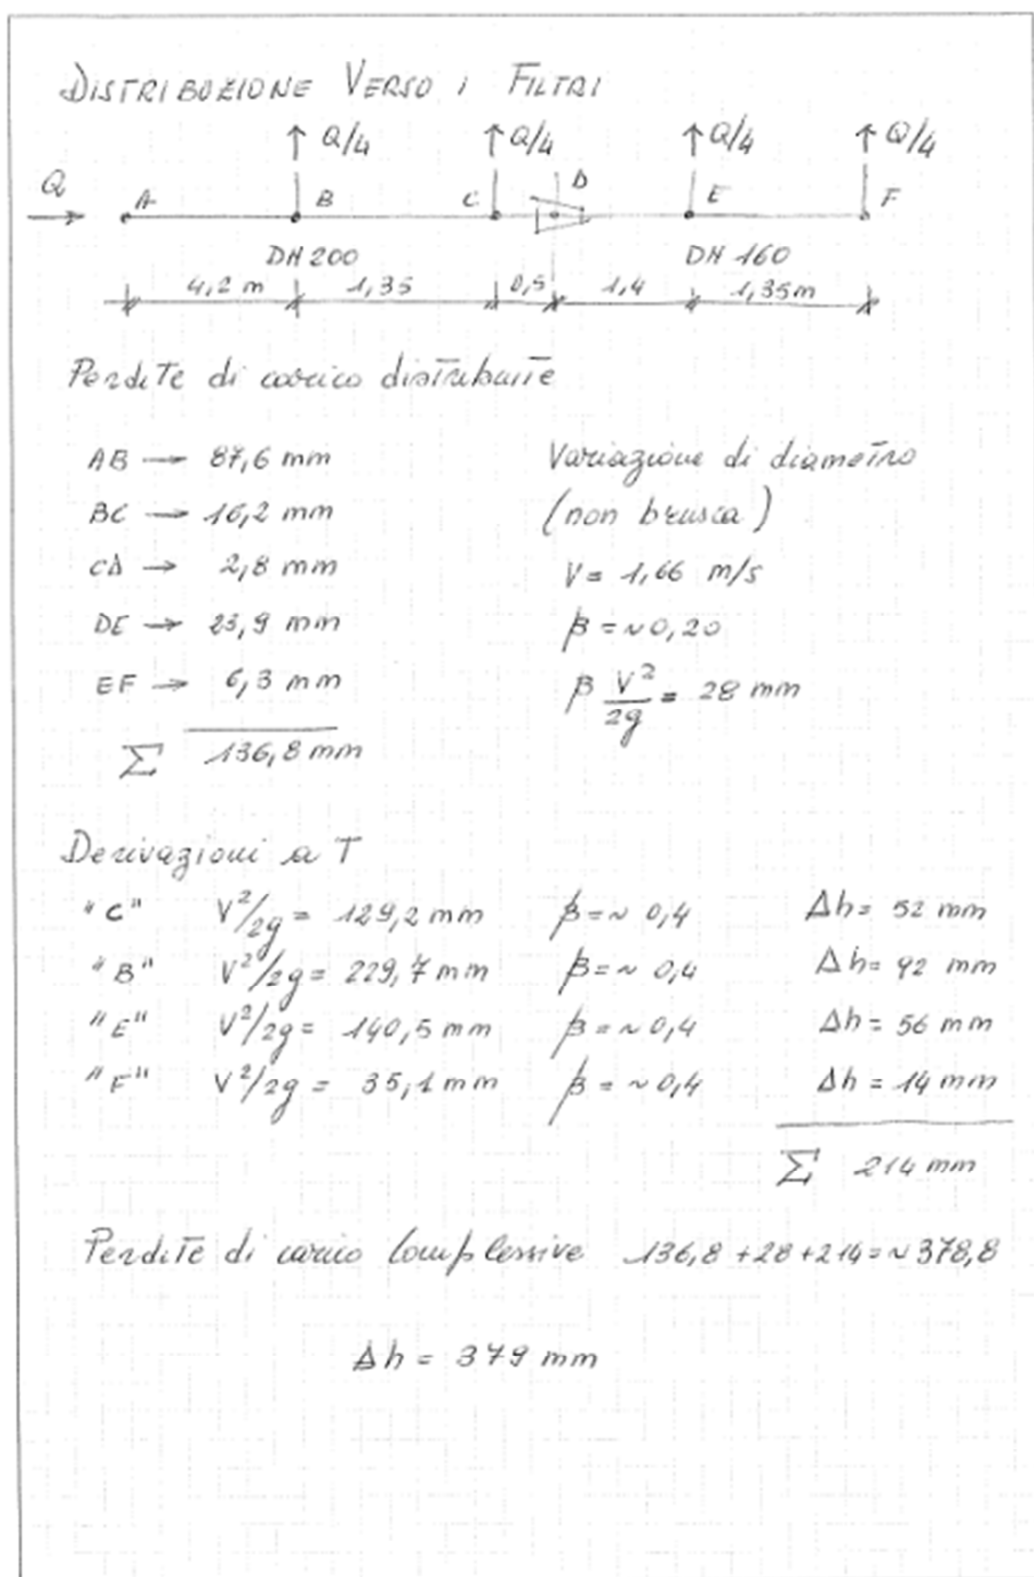 DISTRIBUZIONE VERSO I FILTRI
Q/4 Q/4 Q/4 Q/4
Q A B C D E F
DN 200 DN 160
4,2 m 1,35 0,5 1,4 1,35m
Perdite di carico distribuite
AB → 87,6 mm
BC → 16,2 mm
CD → 2,8 mm
DE → 23,9 mm
EF → 6,3 mm
Σ 136,8 mm
Variazione di diametro
(non brusca)
V = 1,66 m/s
β = ~ 0,20
β V²/2g = 28 mm
Derivazioni a T
"C" V²/2g = 129,2 mm β = ~ 0,4 Δh = 52 mm
"B" V²/2g = 229,7 mm β = ~ 0,4 Δh = 92 mm
"E" V²/2g = 140,5 mm β = ~ 0,4 Δh = 56 mm
"F" V²/2g = 35,1 mm β = ~ 0,4 Δh = 14 mm
Σ 214 mm
Perdite di carico complessive 136,8 + 28 + 214 = ~ 378,8
Δh = 379 mm